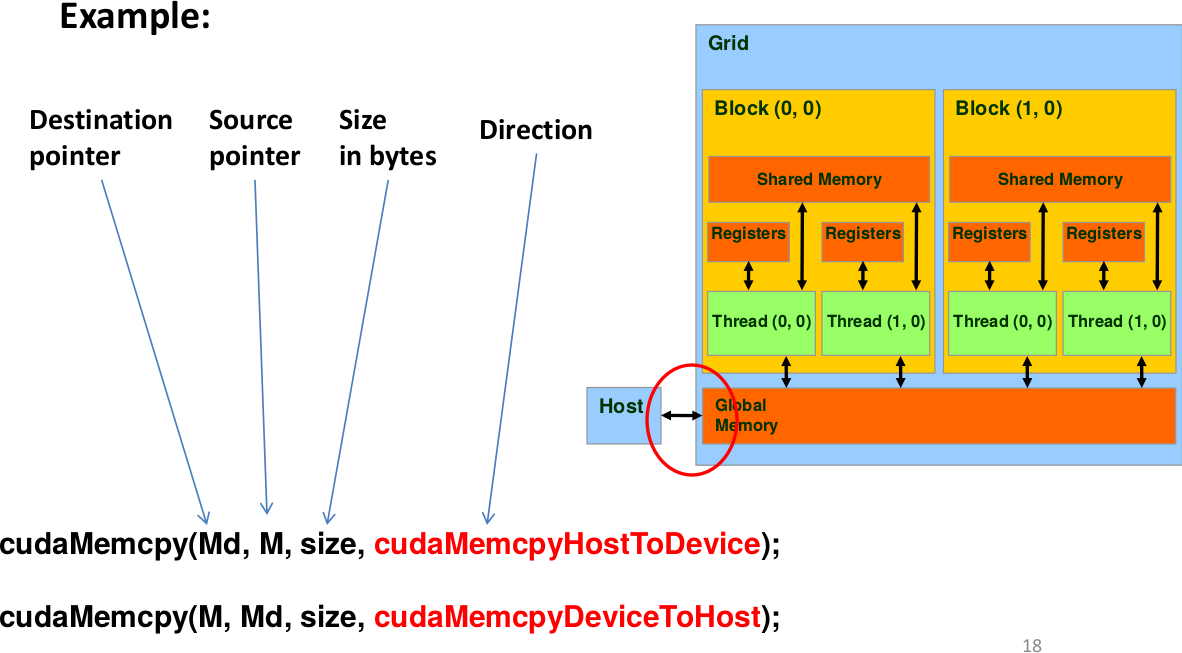 Example:
Destination
pointer
Source
pointer
Size
in bytes
Direction
Grid
Block (0, 0)
Block (1, 0)
Shared Memory
Shared Memory
Registers
Registers
Registers
Registers
Thread (0, 0)
Thread (1, 0)
Thread (0, 0)
Thread (1, 0)
Host
Global
Memory
cudaMemcpy(Md, M, size, cudaMemcpyHostToDevice);
cudaMemcpy(M, Md, size, cudaMemcpyDeviceToHost);
18